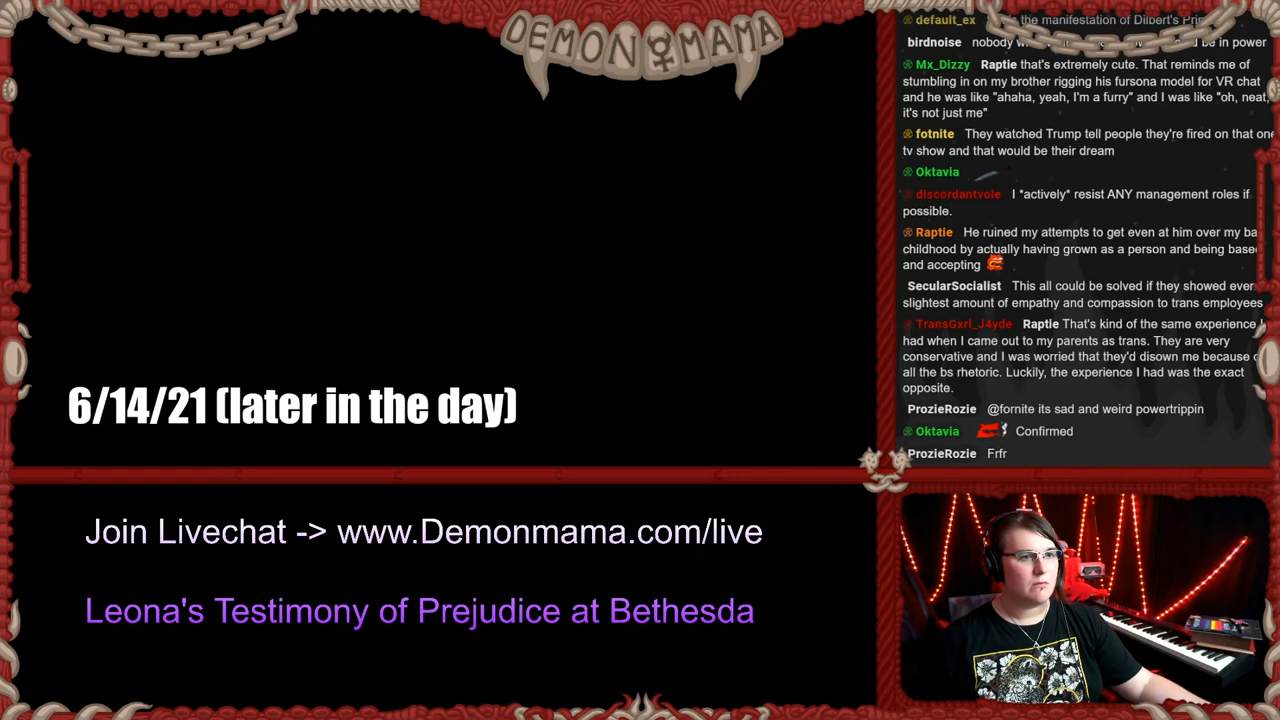 DEMON MAMA
default_ex the manifestation of Dilbert's
birdnoise nobody be in power
Mx_Dizzy Raptie that's extremely cute. That reminds me of
stumbling in on my brother rigging his fursona model for VR chat
and he was like "ahaha, yeah, I'm a furry" and I was like "oh, neat,
it's not just me"
fotnite They watched Trump tell people they're fired on that one
tv show and that would be their dream
Oktavia
discordantvole I *actively* resist ANY management roles if
possible.
Raptie He ruined my attempts to get even at him over my
childhood by actually having grown as a person and being
and accepting
SecularSocialist This all could be solved if they showed
slightest amount of empathy and compassion to trans employees
TransGxrl_J4yde Raptie That's kind of the same experience I
had when I came out to my parents as trans. They are very
conservative and I was worried that they'd disown me because
all the bs rhetoric. Luckily, the experience I had was the exact
opposite.
ProzieRozie @fornite its sad and weird powertrippin
Oktavia Confirmed
ProzieRozie Frfr
6/14/21 (later in the day)
Join Livechat -> www.Demonmama.com/live
Leona's Testimony of Prejudice at Bethesda